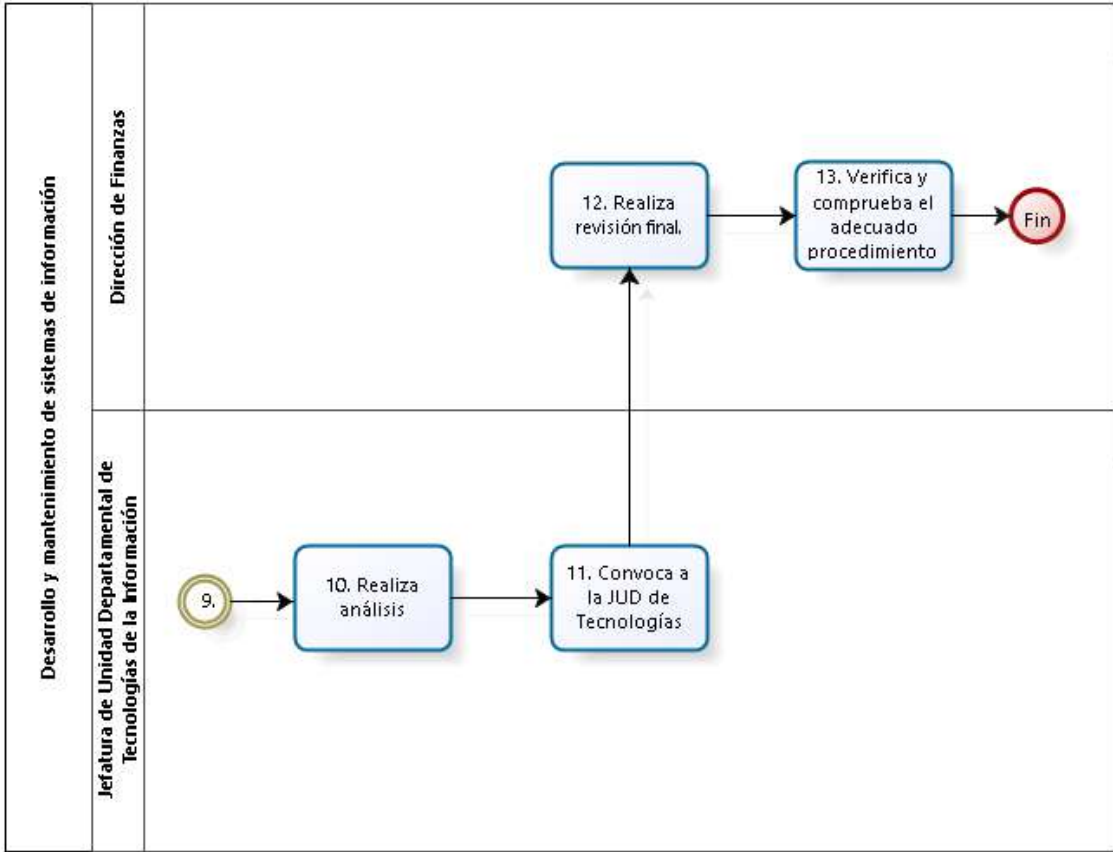 Desarrollo y mantenimiento de sistemas de información
Dirección de Finanzas
12. Realiza
revisión final.
13. Verifica y
comprueba el
adecuado
procedimiento
Fin
Jefatura de Unidad Departamental de
Tecnologías de la Información
9.
10. Realiza
análisis
11. Convoca a
la JUD de
Tecnologías